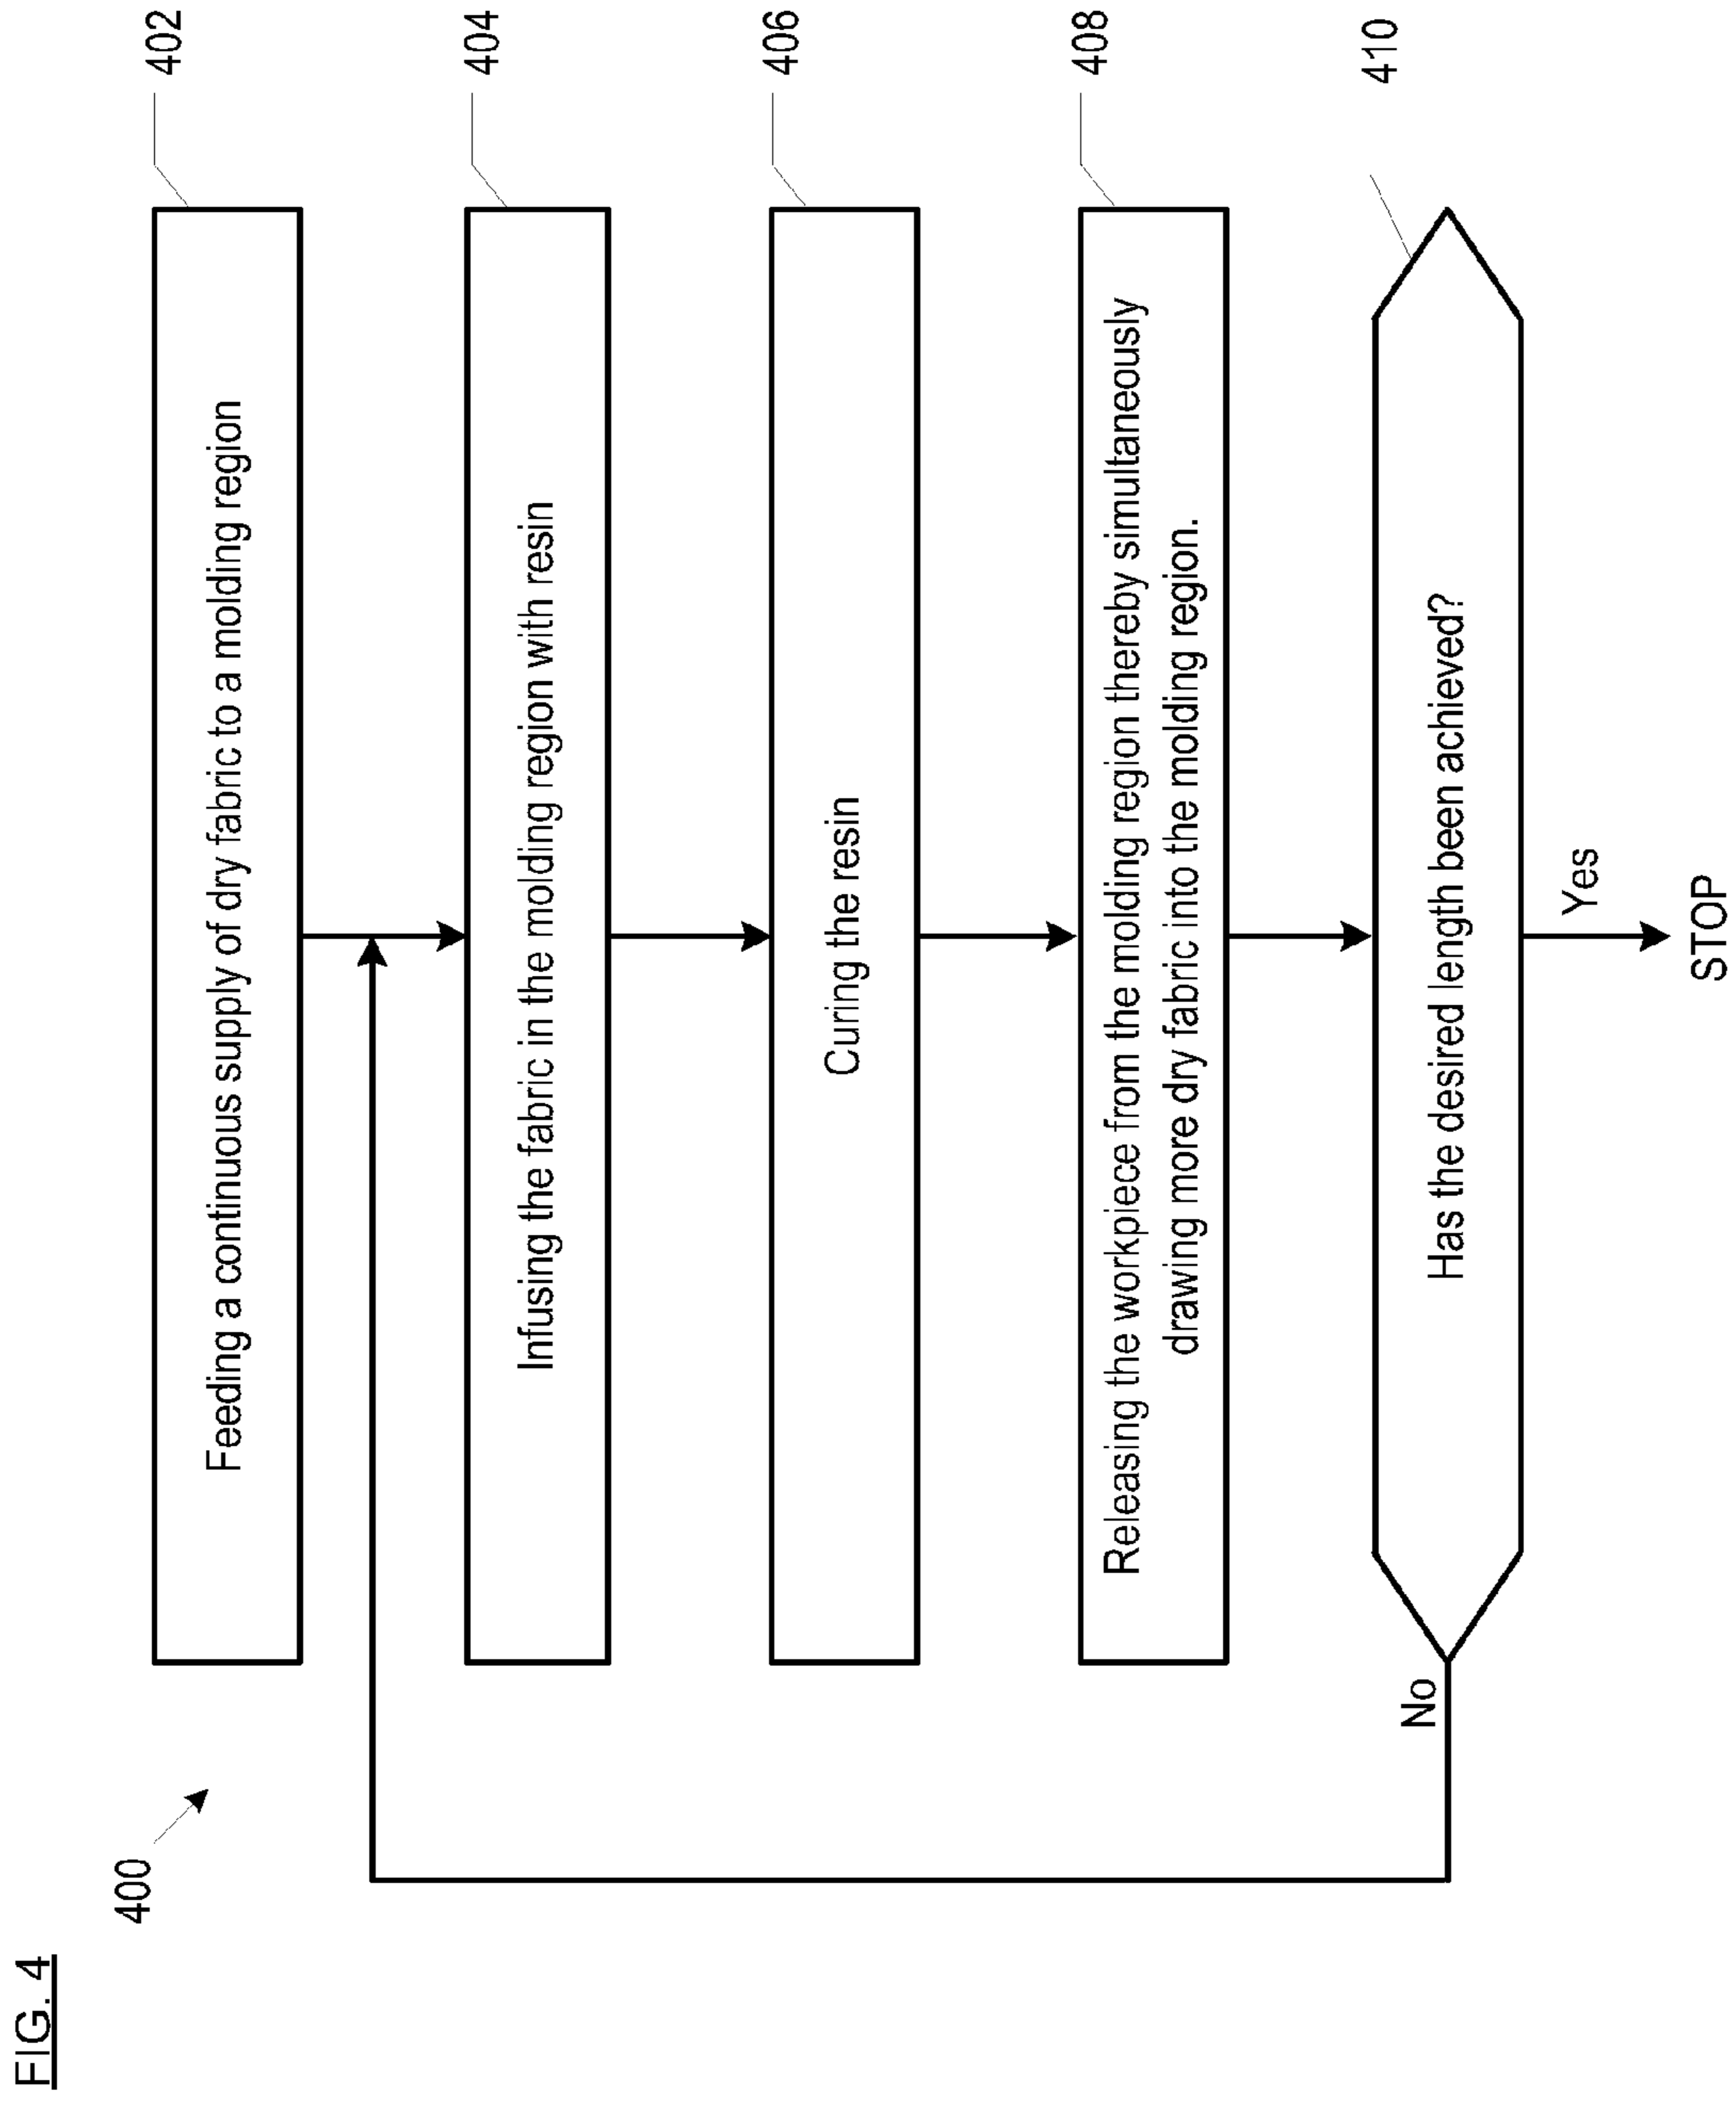 FIG. 4
400
402
Feeding a continuous supply of dry fabric to a molding region
404
Infusing the fabric in the molding region with resin
406
Curing the resin
408
Releasing the workpiece from the molding region thereby simultaneously
drawing more dry fabric into the molding region.
410
Has the desired length been achieved?
No
Yes
STOP